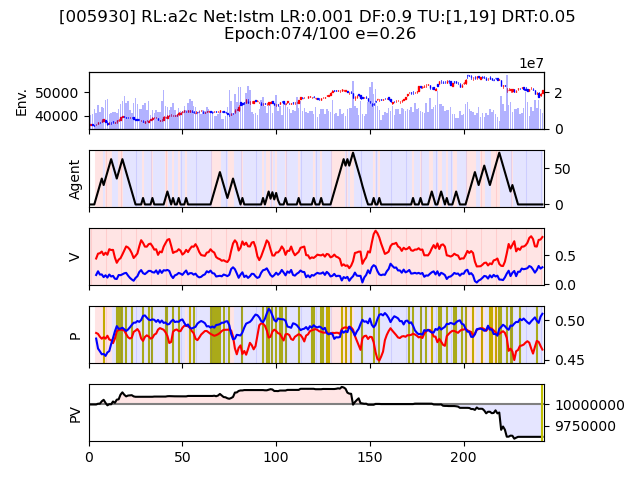 [005930] RL:a2c Net:lstm LR:0.001 DF:0.9 TU:[1,19] DRT:0.05
Epoch:074/100 e=0.26
1e7
Env.
50000
40000
2
0
Agent
50
0
V
0.5
0.0
P
0.50
0.45
PV
10000000
9750000
0 50 100 150 200